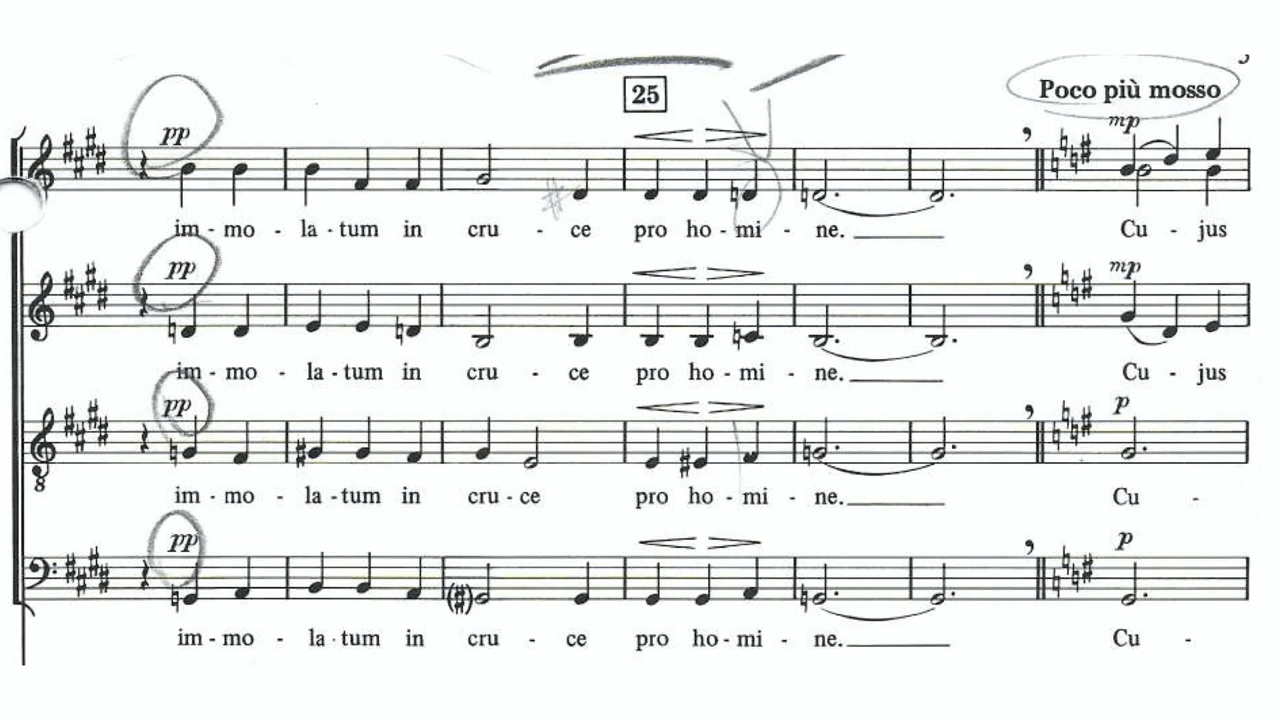 25
Poco più mosso
pp mp
im - mo - la - tum in cru - ce pro ho - mi - ne. Cu - jus
pp mp
im - mo - la - tum in cru - ce pro ho - mi - ne. Cu - jus
pp p
im - mo - la - tum in cru - ce pro ho - mi - ne. Cu -
8
pp p
im - mo - la - tum in cru - ce pro ho - mi - ne. Cu -